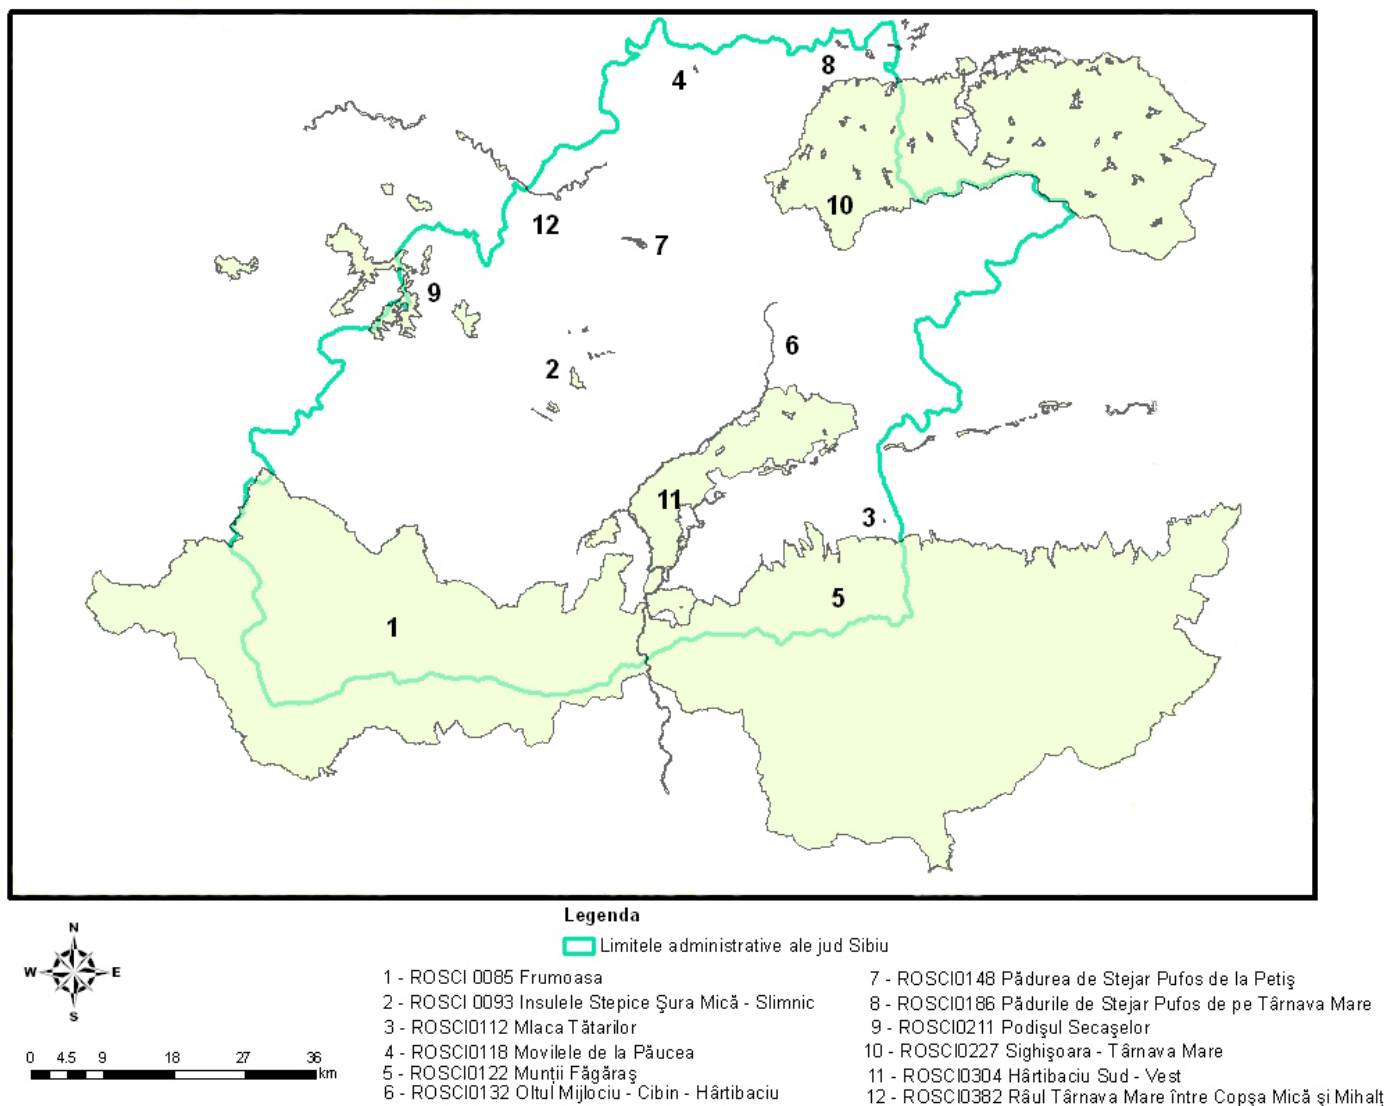 4
8
10
12
7
9
6
2
11
3
5
1
Legenda
Limitele administrative ale jud Sibiu
N
W E
S
0 4.5 9 18 27 36
km
1 - ROSCI 0085 Frumoasa
2 - ROSCI 0093 Insulele Stepice Şura Mică - Slimnic
3 - ROSCI0112 Mlaca Tătarilor
4 - ROSCI0118 Movilele de la Păucea
5 - ROSCI0122 Munţii Făgăraş
6 - ROSCI0132 Oltul Mijlociu - Cibin - Hârtibaciu
7 - ROSCI0148 Pădurea de Stejar Pufos de la Petiş
8 - ROSCI0186 Pădurile de Stejar Pufos de pe Târnava Mare
9 - ROSCI0211 Podişul Secaşelor
10 - ROSCI0227 Sighişoara - Târnava Mare
11 - ROSCI0304 Hârtibaciu Sud - Vest
12 - ROSCI0382 Râul Târnava Mare între Copşa Mică şi Mihalţ